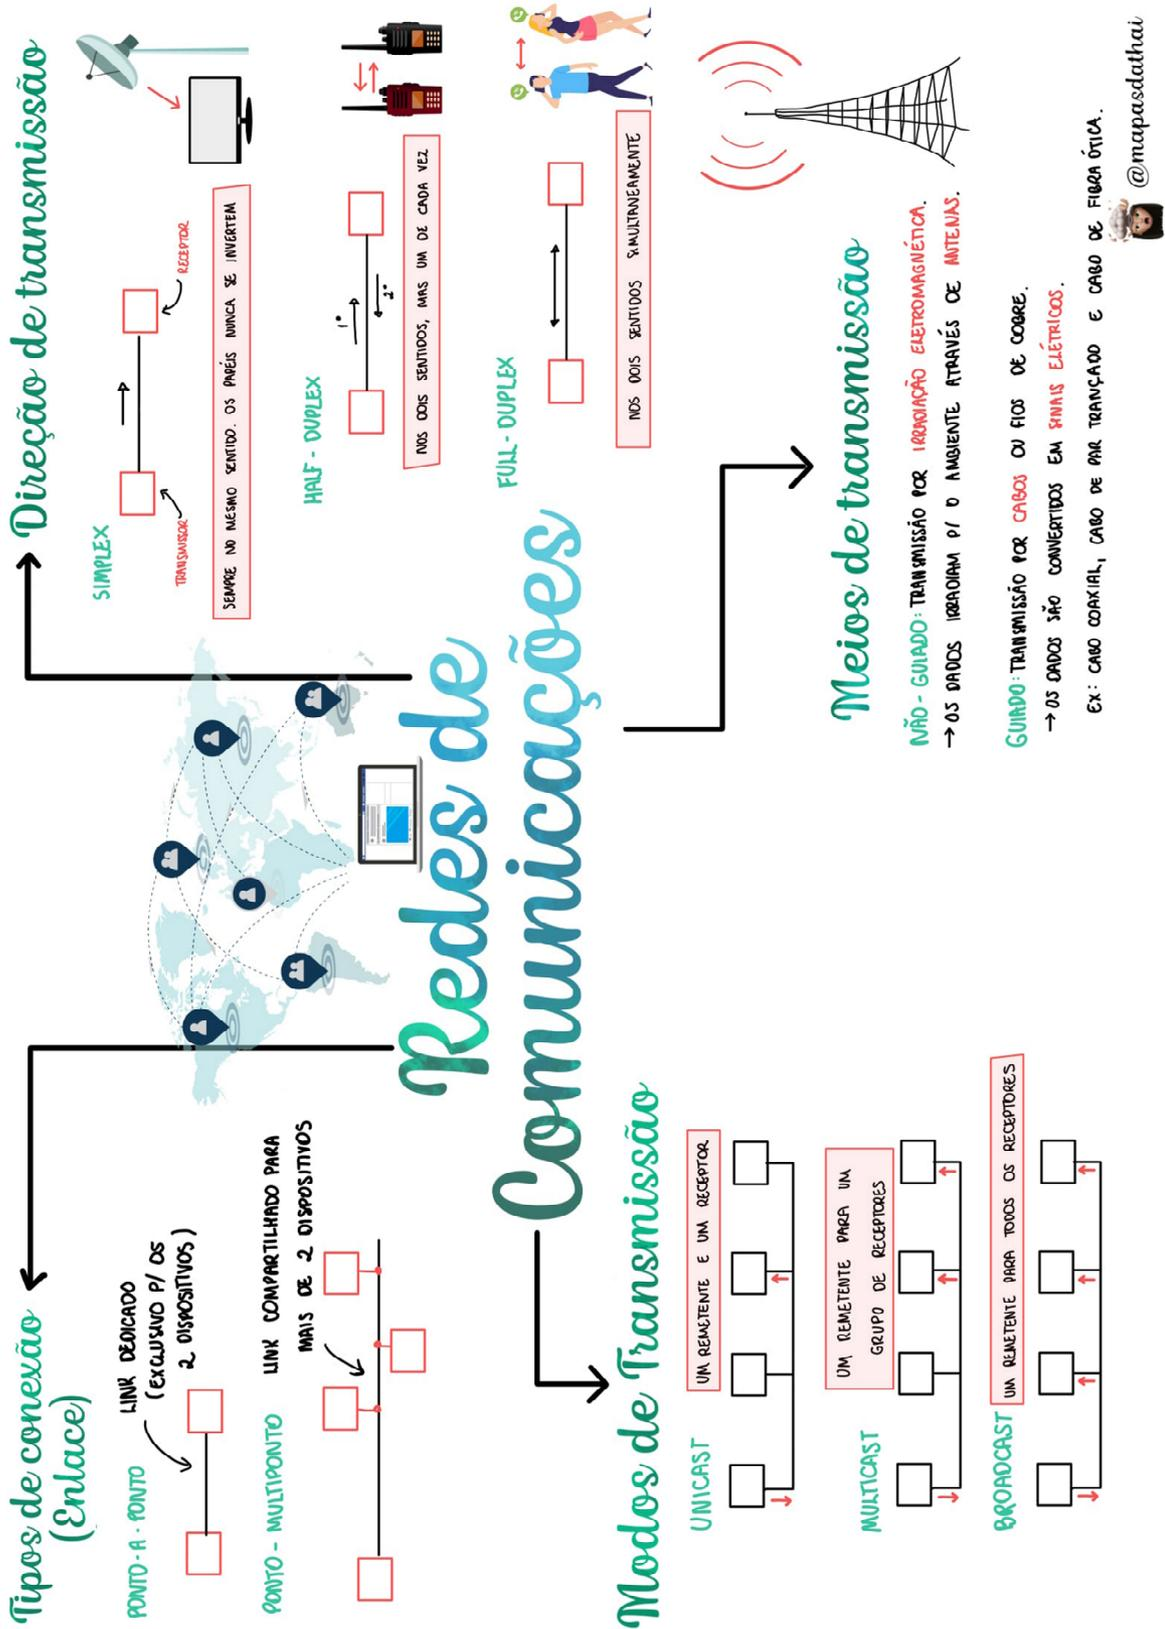 Redes de
Comunicações
Tipos de conexão
(Enlace)
PONTO-A-PONTO
LINK DEDICADO
(EXCLUSIVO P/ OS
2 DISPOSITIVOS)
PONTO - MULTIPONTO
LINK COMPARTILHADO PARA
MAIS DE 2 DISPOSITIVOS
Direção de transmissão
SIMPLEX
TRANSMISSOR
RECEPTOR
SEMPRE NO MESMO SENTIDO. OS PAPÉIS NUNCA SE INVERTEM
HALF - DUPLEX
1º
2º
NOS DOIS SENTIDOS, MAS UM DE CADA VEZ
FULL - DUPLEX
NOS DOIS SENTIDOS SIMULTANEAMENTE
Modos de Transmissão
UNICAST
UM REMETENTE E UM RECEPTOR
MULTICAST
UM REMETENTE PARA UM
GRUPO DE RECEPTORES
BROADCAST
UM REMETENTE PARA TODOS OS RECEPTORES
Meios de transmissão
NÃO - GUIADO: TRANSMISSÃO POR IRRADIAÇÃO ELETROMAGNÉTICA.
→ OS DADOS IRRADIAM P/ O AMBIENTE ATRAVÉS DE ANTENAS.
GUIADO: TRANSMISSÃO POR CABOS OU FIOS DE COBRE.
→ OS DADOS SÃO CONVERTIDOS EM SINAIS ELÉTRICOS.
EX: CABO COAXIAL, CABO DE PAR TRANÇADO E CABO DE FIBRA ÓTICA.
@mapasdathai